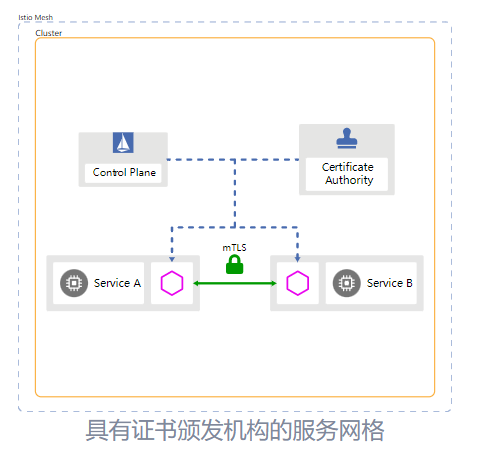 Istio Mesh
Cluster
Control Plane
Certificate
Authority
mTLS
Service A
Service B
具有证书颁发机构的服务网格